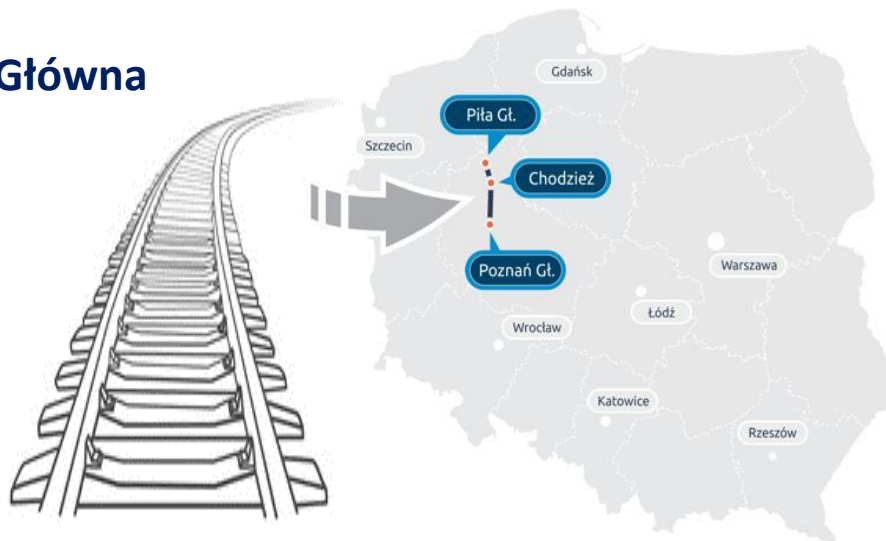 Główna
Gdańsk
Piła Gł.
Szczecin
Chodzież
Poznań Gł.
Warszawa
Łódź
Wrocław
Katowice
Rzeszów